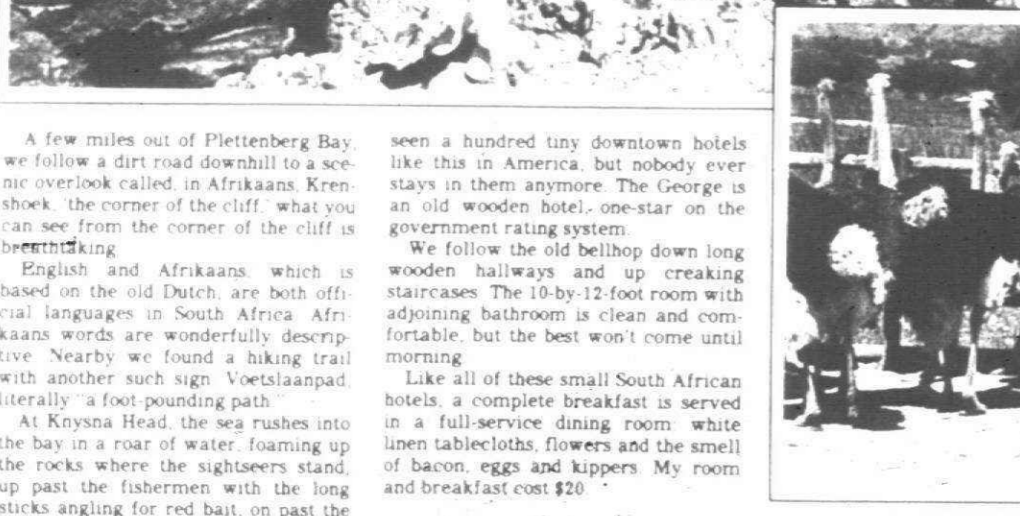 A few miles out of Plettenberg Bay,
we follow a dirt road downhill to a sce-
nic overlook called, in Afrikaans, Kren-
shoek, 'the corner of the cliff,' what you
can see from the corner of the cliff is
breathtaking
English and Afrikaans, which is
based on the old Dutch, are both offi-
cial languages in South Africa. Afri-
kaans words are wonderfully descrip-
tive. Nearby we found a hiking trail
with another such sign. Voetslaanpad,
literally "a foot-pounding path."
At Knysna Head, the sea rushes into
the bay in a roar of water, foaming up
the rocks where the sightseers stand,
up past the fishermen with the long
sticks angling for red bait, on past the
seen a hundred tiny downtown hotels
like this in America, but nobody ever
stays in them anymore. The George is
an old wooden hotel, one-star on the
government rating system.
We follow the old bellhop down long
wooden hallways and up creaking
staircases. The 10-by-12-foot room with
adjoining bathroom is clean and com-
fortable, but the best won't come until
morning
Like all of these small South African
hotels, a complete breakfast is served
in a full-service dining room: white
linen tablecloths, flowers and the smell
of bacon, eggs and kippers. My room
and breakfast cost $20.